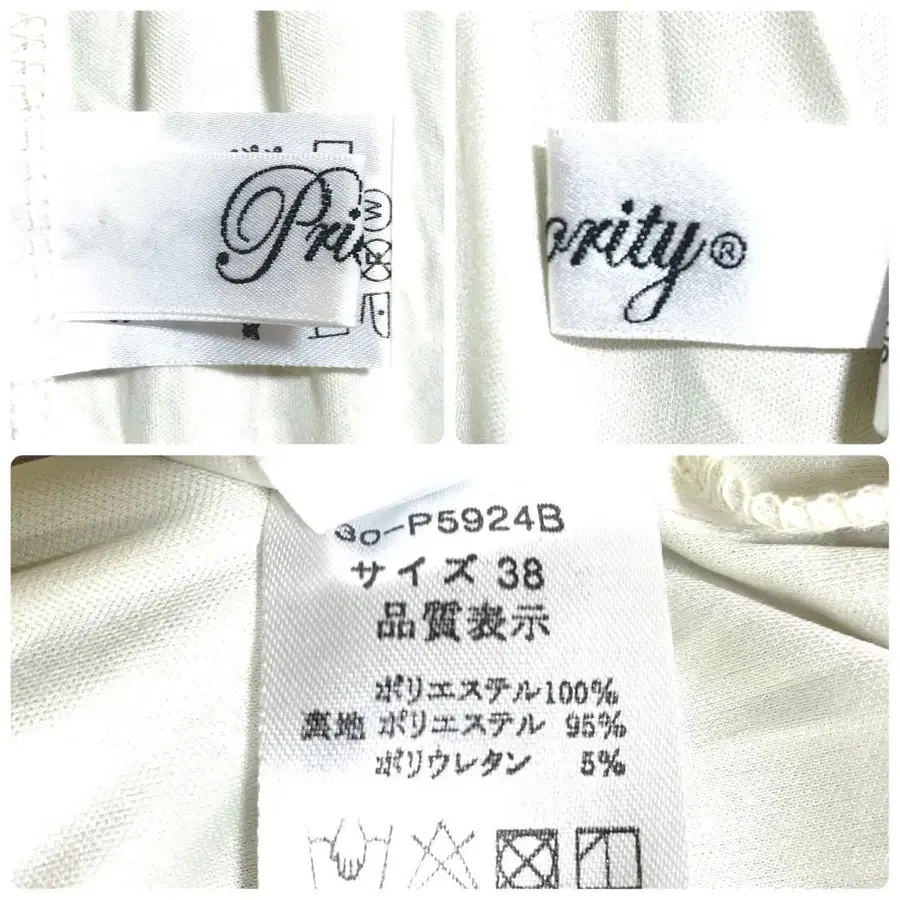 Pri
W
ority®
30-P5924B
サイズ 38
品質表示
ポリエステル100%
裏地 ポリエステル 95%
ポリウレタン 5%